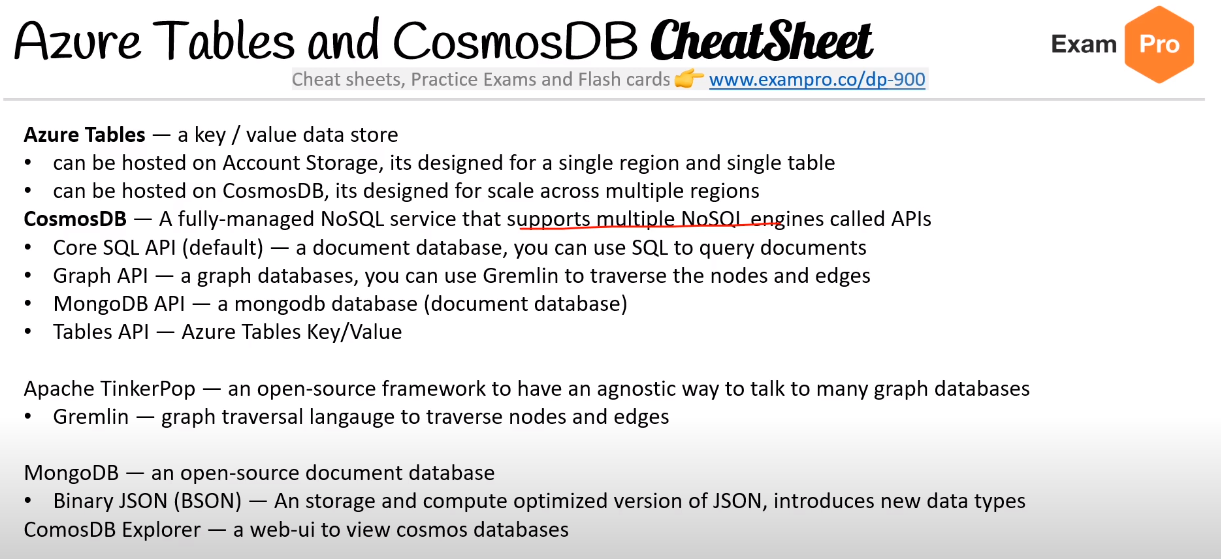 Azure Tables and CosmosDB CheatSheet
Exam Pro
Cheat sheets, Practice Exams and Flash cards 👉 www.exampro.co/dp-900
Azure Tables — a key / value data store
• can be hosted on Account Storage, its designed for a single region and single table
• can be hosted on CosmosDB, its designed for scale across multiple regions
CosmosDB — A fully-managed NoSQL service that supports multiple NoSQL engines called APIs
• Core SQL API (default) — a document database, you can use SQL to query documents
• Graph API — a graph databases, you can use Gremlin to traverse the nodes and edges
• MongoDB API — a mongodb database (document database)
• Tables API — Azure Tables Key/Value
Apache TinkerPop — an open-source framework to have an agnostic way to talk to many graph databases
• Gremlin — graph traversal langauge to traverse nodes and edges
MongoDB — an open-source document database
• Binary JSON (BSON) — An storage and compute optimized version of JSON, introduces new data types
ComosDB Explorer — a web-ui to view cosmos databases